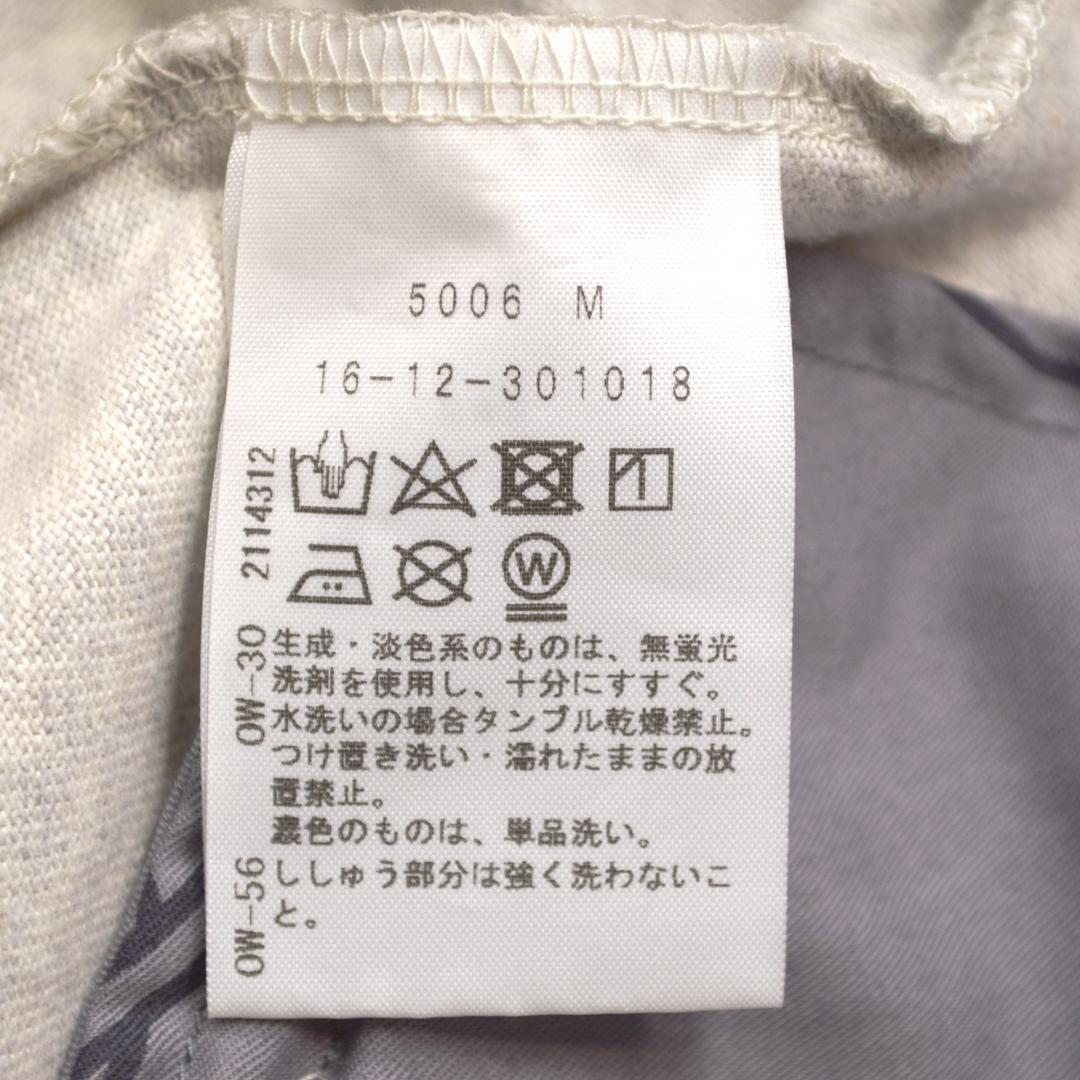 5006 M
16-12-301018
2114312
W
OW-30
生成・淡色系のものは、無蛍光
洗剤を使用し、十分にすすぐ。
水洗いの場合タンブル乾燥禁止。
つけ置き洗い・濡れたままの放
置禁止。
濃色のものは、単品洗い。
OW-56
ししゅう部分は強く洗わないこ
と。